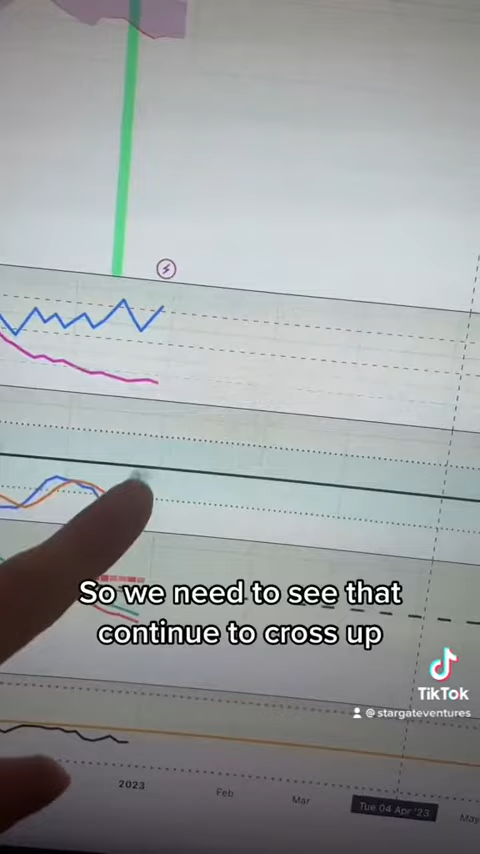 So we need to see that
continue to cross up
TikTok
@stargateventures
2023
Feb
Mar
Tue 04 Apr '23
May